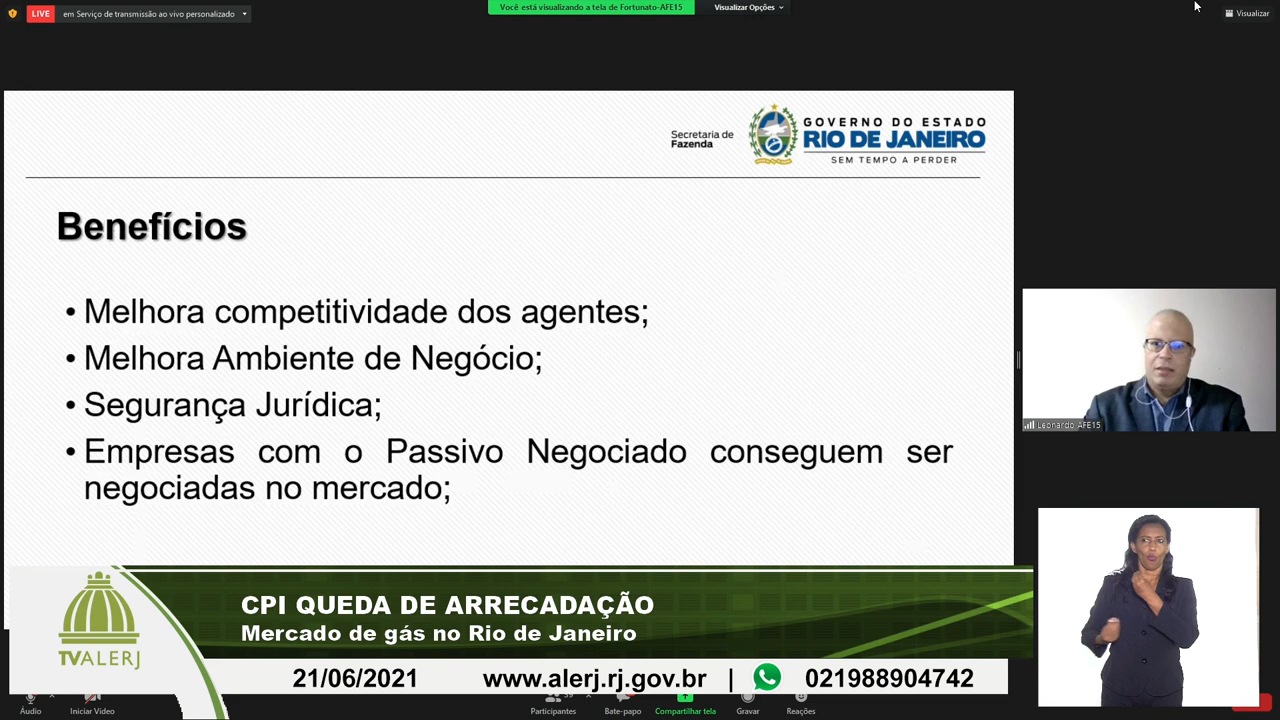 LIVE
em Serviço de transmissão ao vivo personalizado
Você está visualizando a tela de Fortunato-AFE15
Visualizar Opções
Visualizar
Secretaria de
Fazenda
GOVERNO DO ESTADO
RIO DE JANEIRO
SEM TEMPO A PERDER
Benefícios
• Melhora competitividade dos agentes;
• Melhora Ambiente de Negócio;
• Segurança Jurídica;
• Empresas com o Passivo Negociado conseguem ser
negociadas no mercado;
Leonardo AFE15
CPI QUEDA DE ARRECADAÇÃO
Mercado de gás no Rio de Janeiro
TVALERJ
21/06/2021 www.alerj.rj.gov.br | 021988904742
Áudio
Iniciar Vídeo
Participantes
Bate-papo
Compartilhar tela
Gravar
Reações